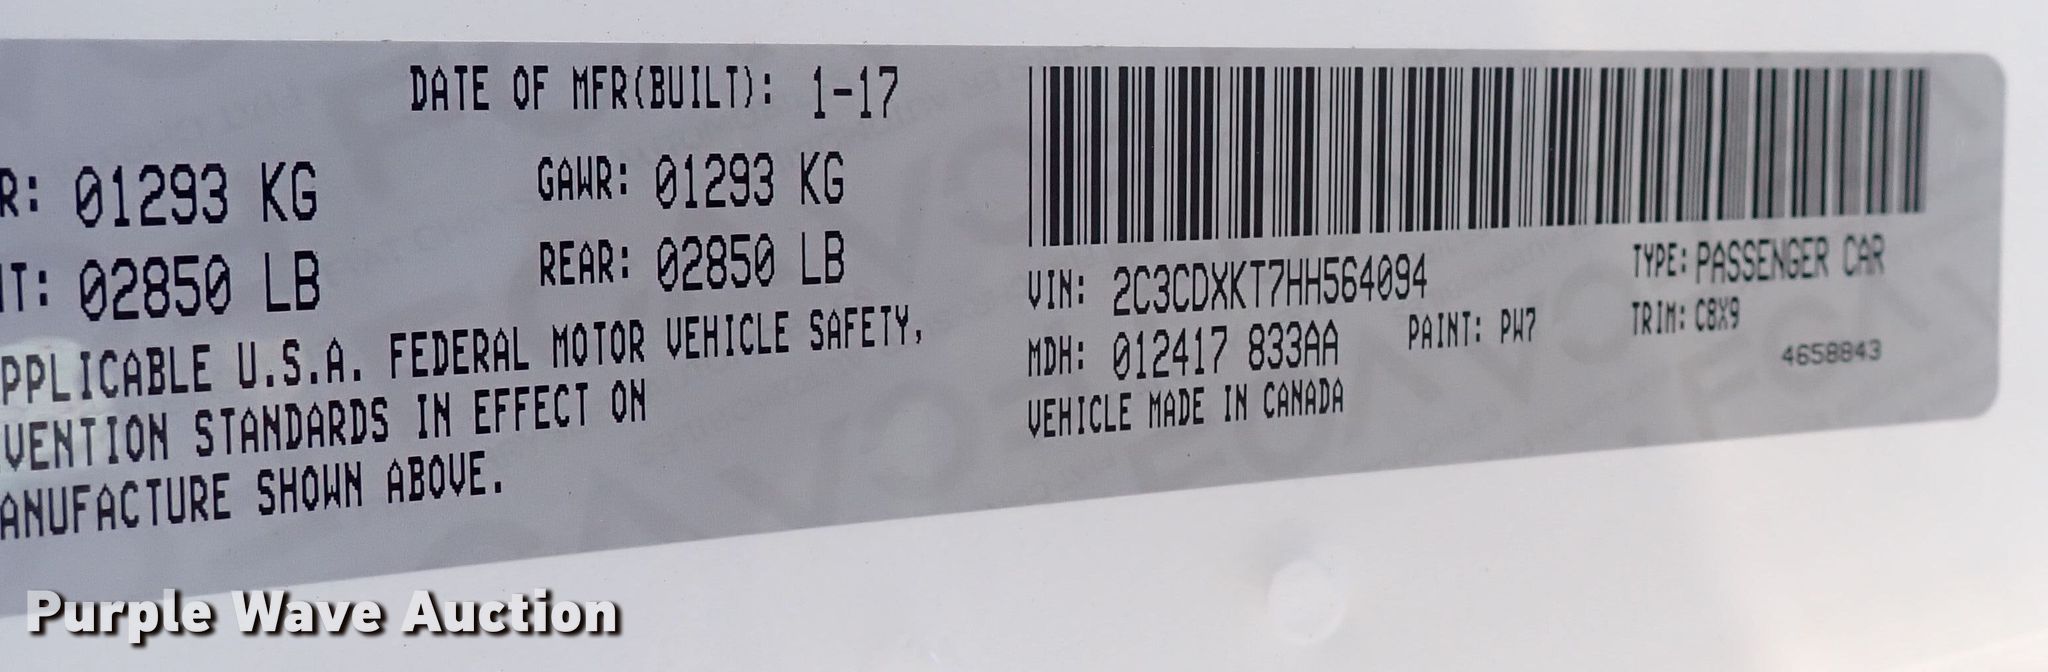 DATE OF MFR(BUILT): 1-17
R: 01293 KG GAWR: 01293 KG
NT: 02850 LB REAR: 02850 LB
PPLICABLE U.S.A. FEDERAL MOTOR VEHICLE SAFETY,
VENTION STANDARDS IN EFFECT ON
ANUFACTURE SHOWN ABOVE.
VIN: 2C3CDXKT7HH564094 TYPE: PASSENGER CAR
MDH: 012417 833AA PAINT: PW7 TRIM: C8X9
VEHICLE MADE IN CANADA 4658843
Purple Wave Auction